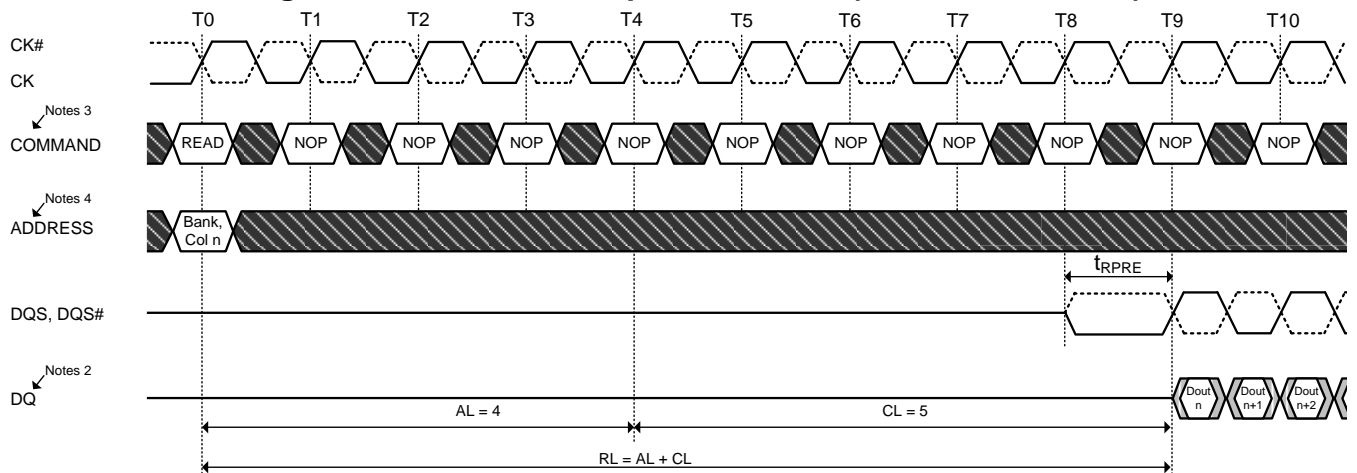 T0 T1 T2 T3 T4 T5 T6 T7 T8 T9 T10
CK#
CK
Notes 3
COMMAND
READ NOP NOP NOP NOP NOP NOP NOP NOP NOP NOP
Notes 4
ADDRESS
Bank,
Col n
tRPRE
DQS, DQS#
Notes 2
DQ
Dout
n
Dout
n+1
Dout
n+2
AL = 4
CL = 5
RL = AL + CL